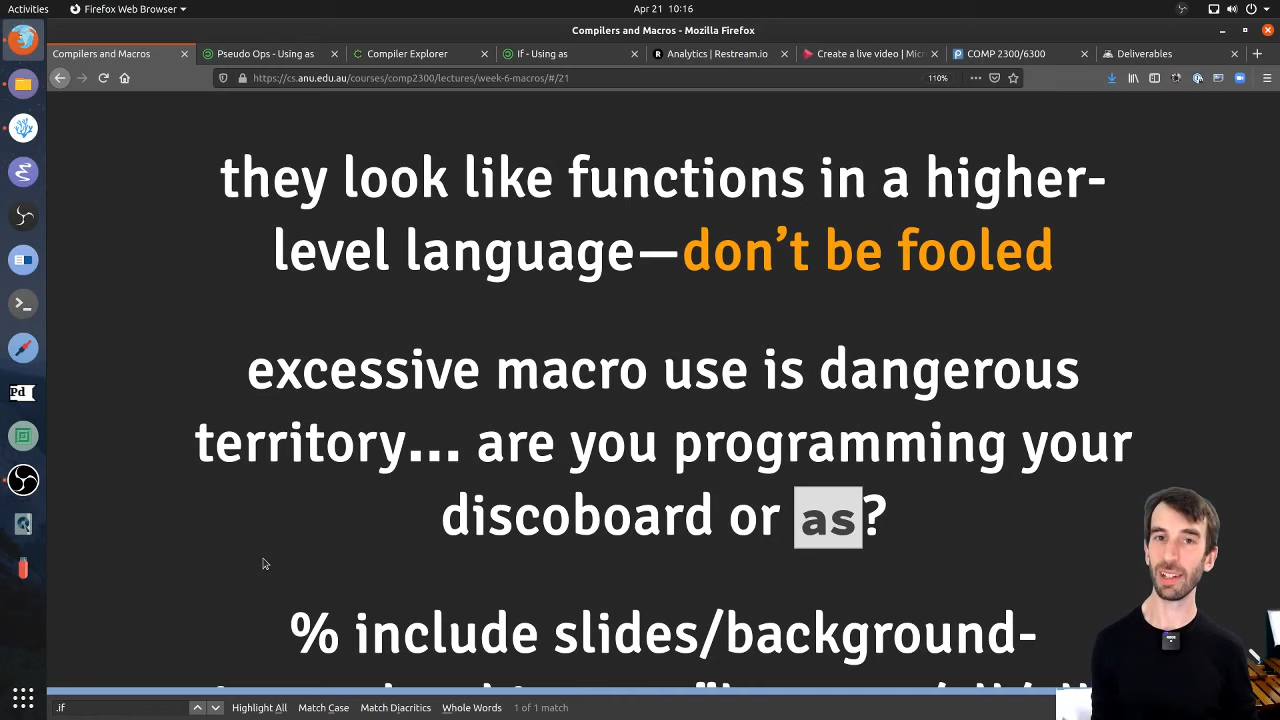 Activities
Firefox Web Browser
Apr 21 10:16
Compilers and Macros - Mozilla Firefox
Compilers and Macros
Pseudo Ops - Using as
Compiler Explorer
If - Using as
Analytics | Restream.io
Create a live video | Micr
COMP 2300/6300
Deliverables
https://cs.anu.edu.au/courses/comp2300/lectures/week-6-macros/#/21
110%
they look like functions in a higher-
level language—don't be fooled
excessive macro use is dangerous
territory... are you programming your
discoboard or as?
% include slides/background-
Pd
.if
Highlight All
Match Case
Match Diacritics
Whole Words
1 of 1 match